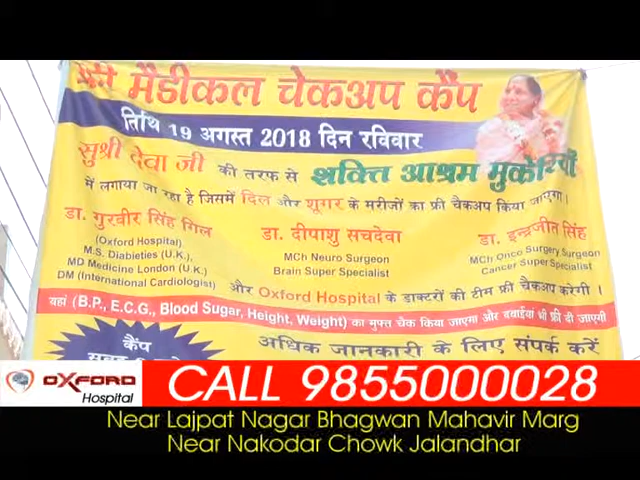 फ्री मैडीकल चेकअप कैंप
तिथि 19 अगस्त 2018 दिन रविवार
सुश्री देवा जी की तरफ से शक्ति आश्रम मुकेरियां
में लगाया जा रहा है जिसमें दिल और शूगर के मरीजों का फ्री चैकअप किया जाएगा।
डा. गुरवीर सिंह गिल
(Oxford Hospital),
M.S. Diabieties (U.K.),
MD Medicine London (U.K.)
DM (International Cardiologist)
डा. दीपाशु सचदेवा
MCh Neuro Surgeon
Brain Super Specialist
डा. इन्द्रजीत सिंह
MCh Onco Surgery Surgeon
Cancer Super Specialist
और Oxford Hospital के डाक्टरों की टीम फ्री चैकअप करेगी।
यहां (B.P., E.C.G., Blood Sugar, Height, Weight) का मुफ्त चैक किया जाएगा और दवाईयां भी फ्री दी जाएगी
कैंप
अधिक जानकारी के लिए संपर्क करें
OXFORD
Hospital
CALL 9855000028
Near Lajpat Nagar Bhagwan Mahavir Marg
Near Nakodar Chowk Jalandhar